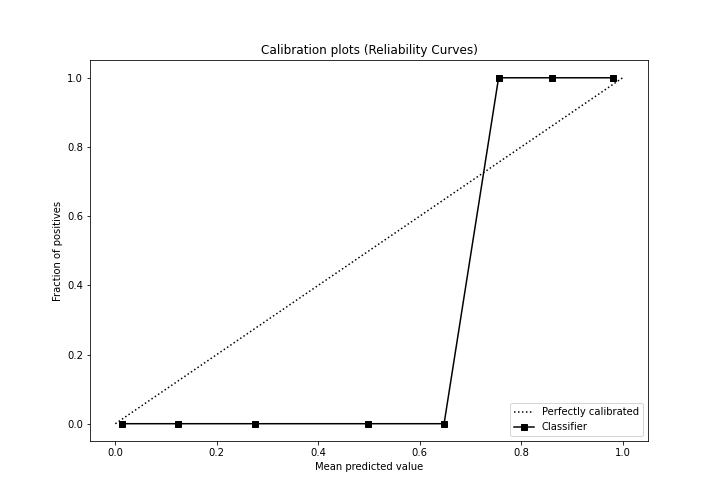 Calibration plots (Reliability Curves)
1.0
0.8
0.6
0.4
0.2
0.0
Fraction of positives
0.0 0.2 0.4 0.6 0.8 1.0
Mean predicted value
Perfectly calibrated
Classifier